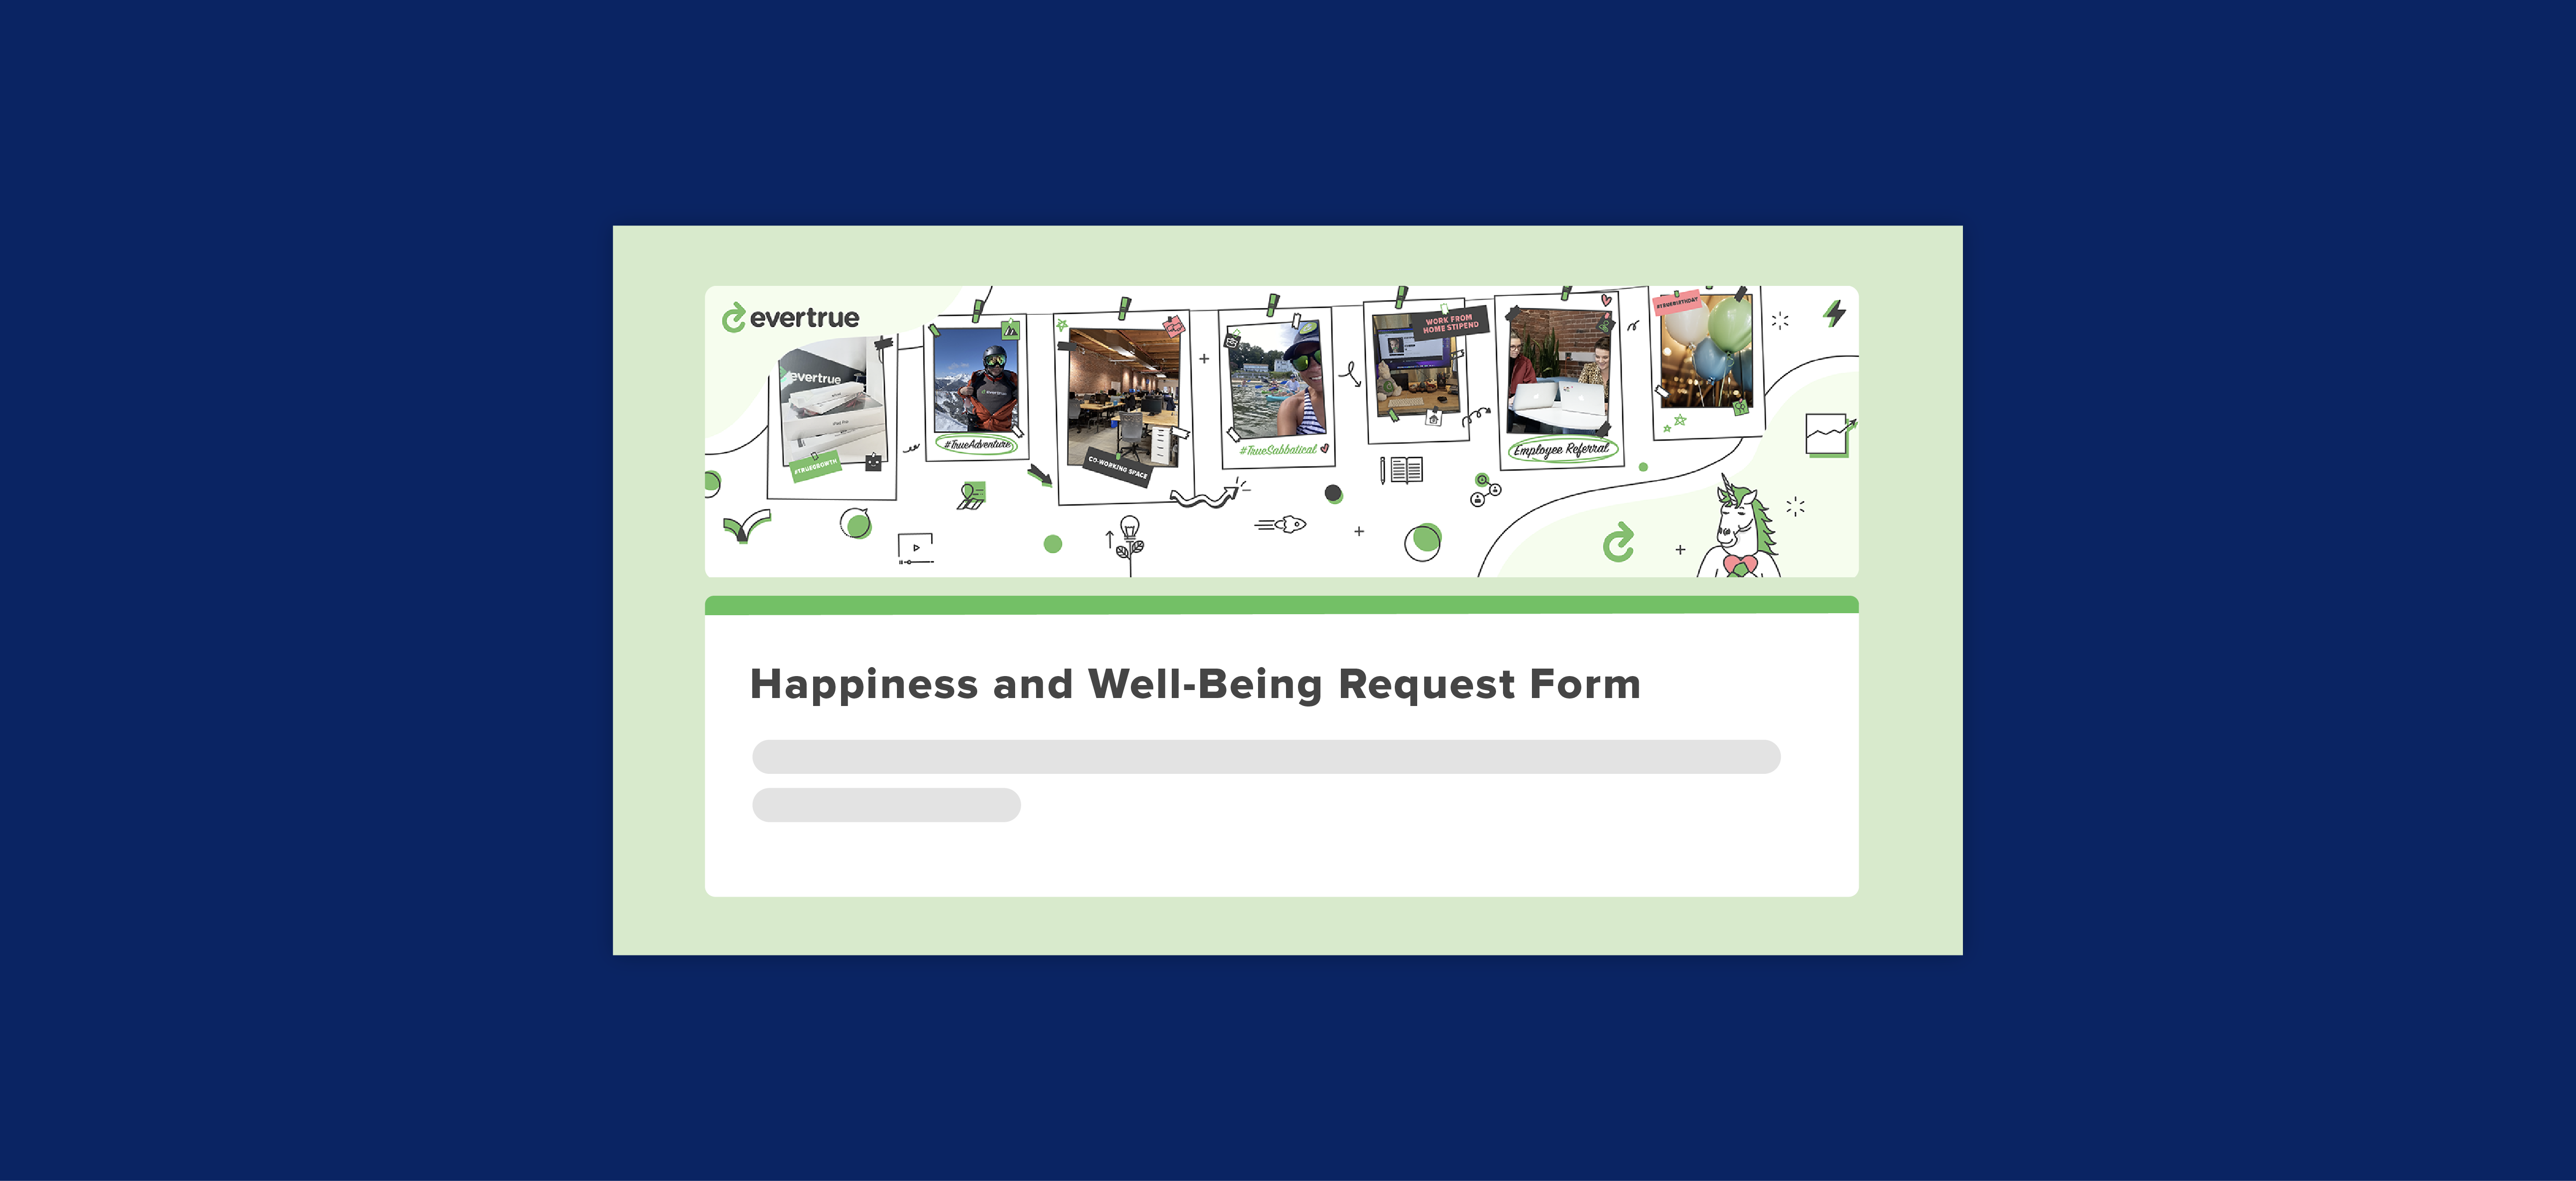 evertrue
evertrue
#TRUEGROWTH
#TrueAdventure
evertrue
CO-WORKING SPACE
#TrueSabbatical
WORK FROM
HOME STIPEND
Employee Referral
#TRUEBIRTHDAY
Happiness and Well-Being Request Form